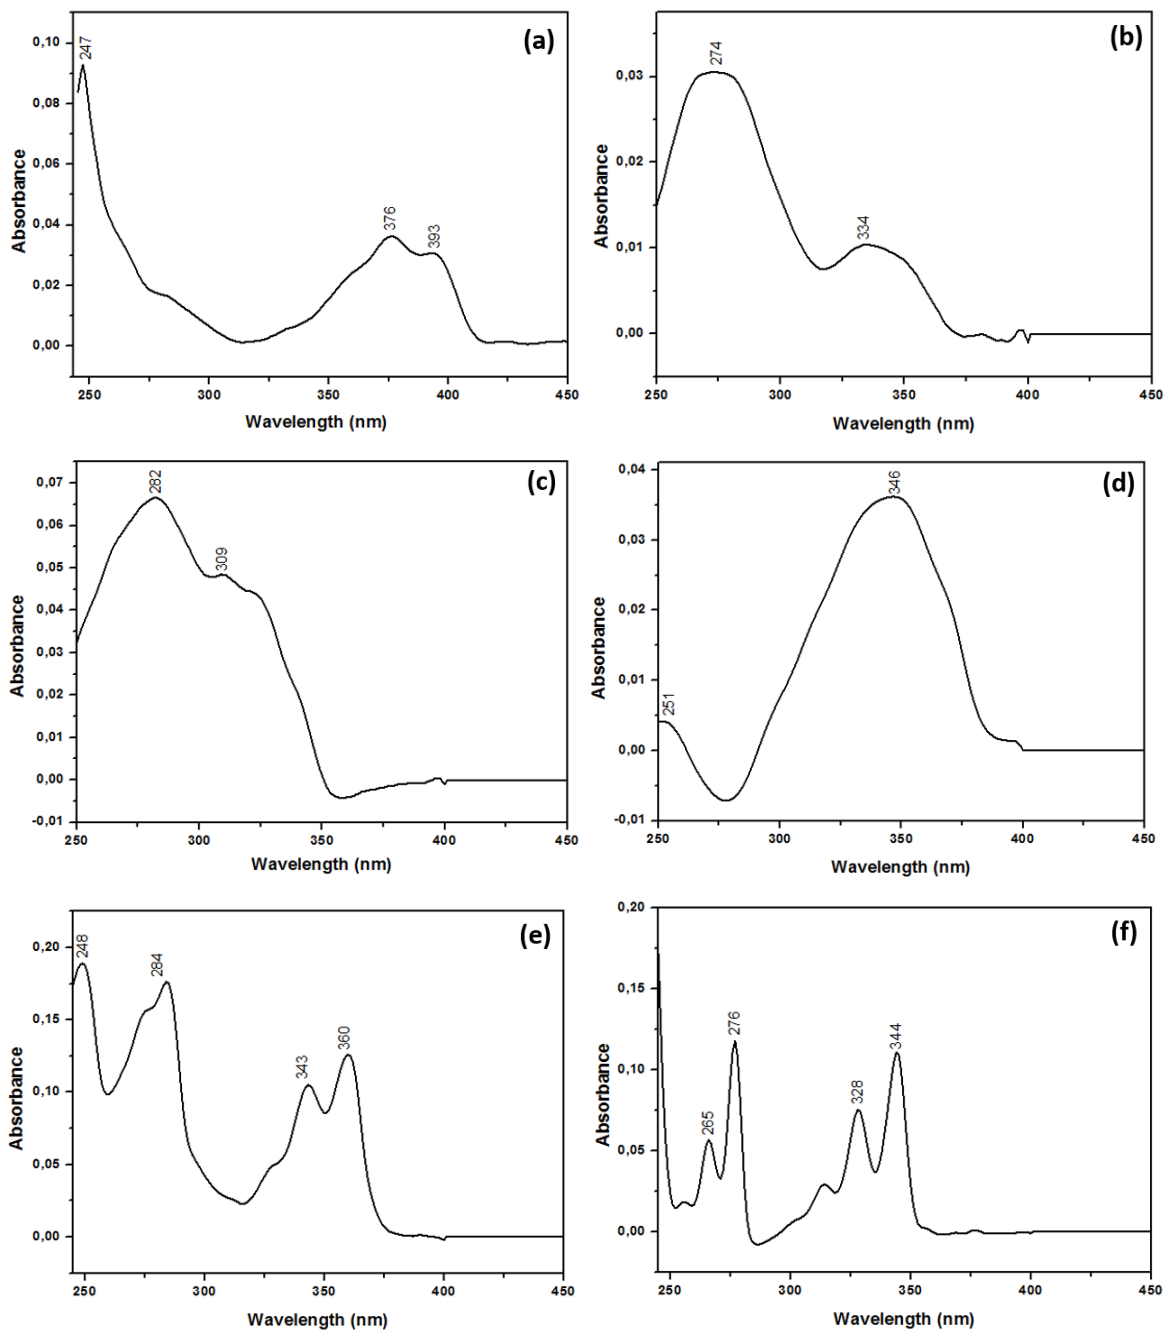 (a)
247
376
393
0,10
0,08
0,06
0,04
0,02
0,00
Absorbance
250 300 350 400 450
Wavelength (nm)
(b)
274
334
0,03
0,02
0,01
0,00
Absorbance
250 300 350 400 450
Wavelength (nm)
(c)
282
309
0,07
0,06
0,05
0,04
0,03
0,02
0,01
0,00
-0,01
Absorbance
250 300 350 400 450
Wavelength (nm)
(d)
346
251
0,04
0,03
0,02
0,01
0,00
-0,01
Absorbance
250 300 350 400 450
Wavelength (nm)
(e)
248
284
343
360
0,20
0,15
0,10
0,05
0,00
Absorbance
250 300 350 400 450
Wavelength (nm)
(f)
265
276
328
344
0,20
0,15
0,10
0,05
0,00
Absorbance
250 300 350 400 450
Wavelength (nm)